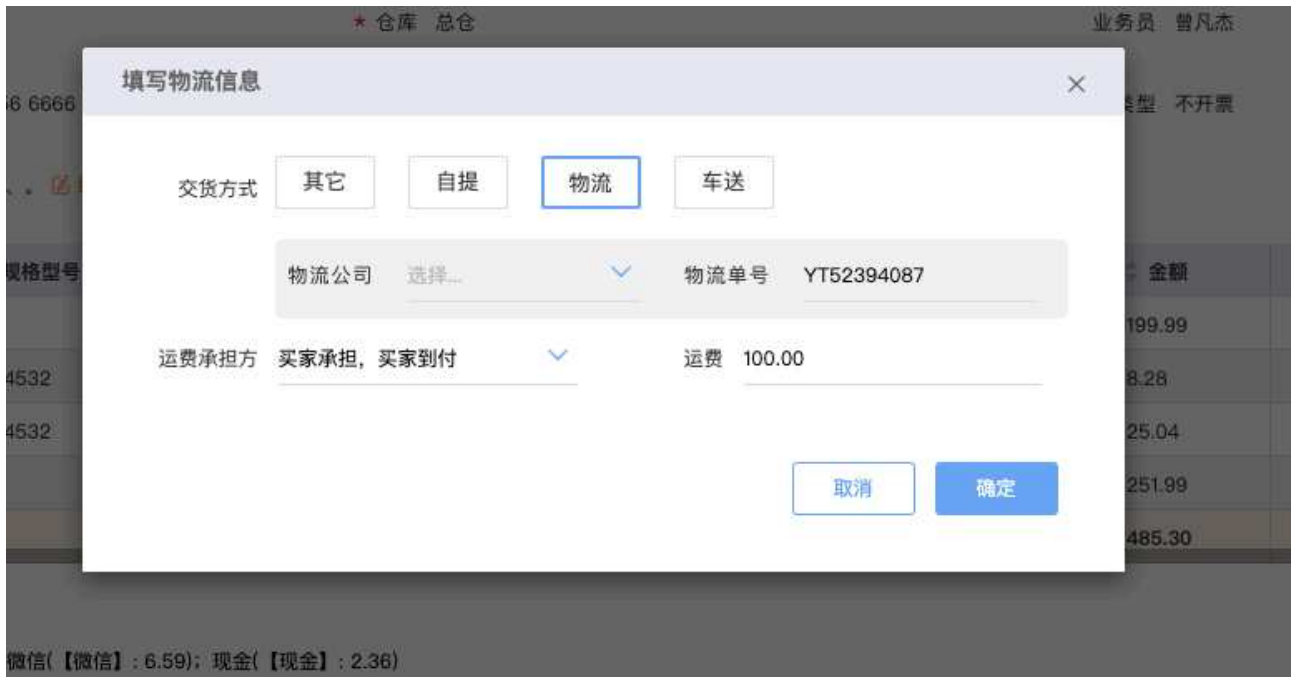 * 仓库 总仓 业务员 曾凡杰
填写物流信息
6 6666 类型 不开票
交货方式 其它 自提 物流 车送
规格型号 物流公司 选择... 物流单号 YT52394087 金额
199.99
运费承担方 买家承担，买家到付 运费 100.00
4532 8.28
4532 25.04
取消 确定
251.99
485.30
微信(【微信】: 6.59)；现金(【现金】: 2.36)